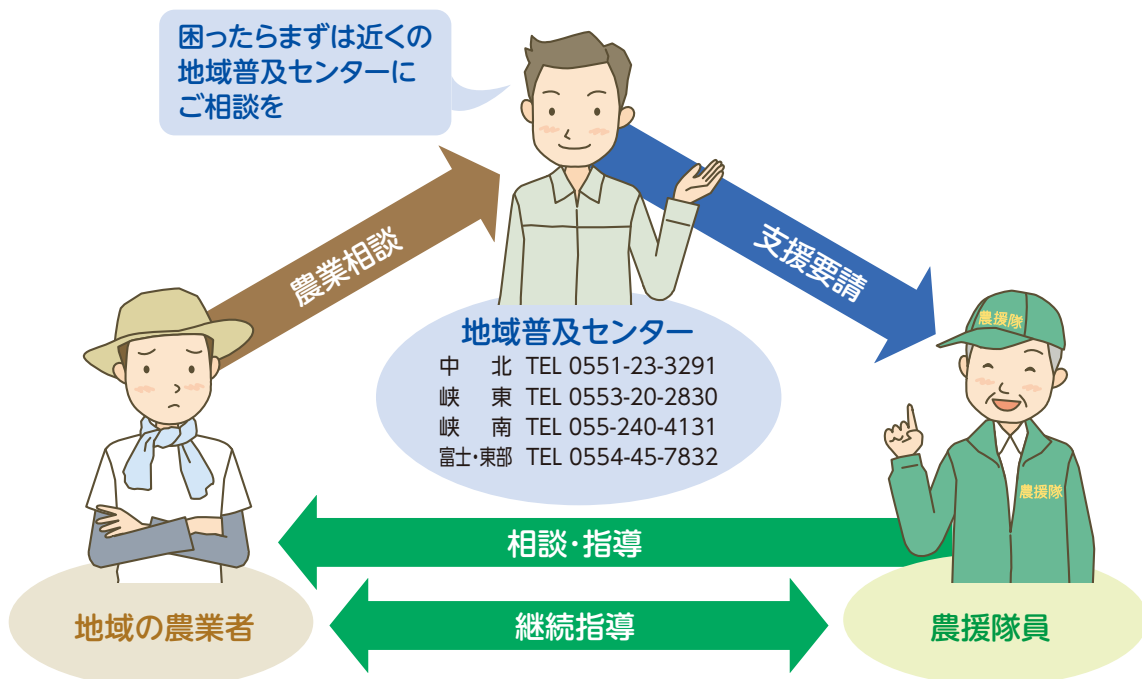 困ったらまずは近くの
地域普及センターに
ご相談を
農業相談
支援要請
地域普及センター
中　北 TEL 0551-23-3291
峡　東 TEL 0553-20-2830
峡　南 TEL 055-240-4131
富士・東部 TEL 0554-45-7832
農援隊
農援隊
相談・指導
継続指導
地域の農業者
農援隊員